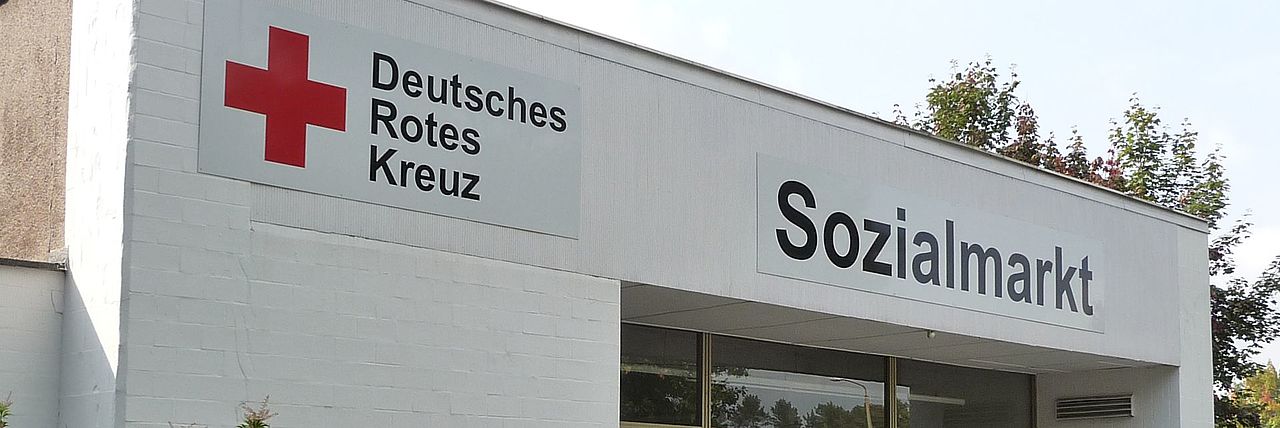 Deutsches
Rotes
Kreuz
Sozialmarkt